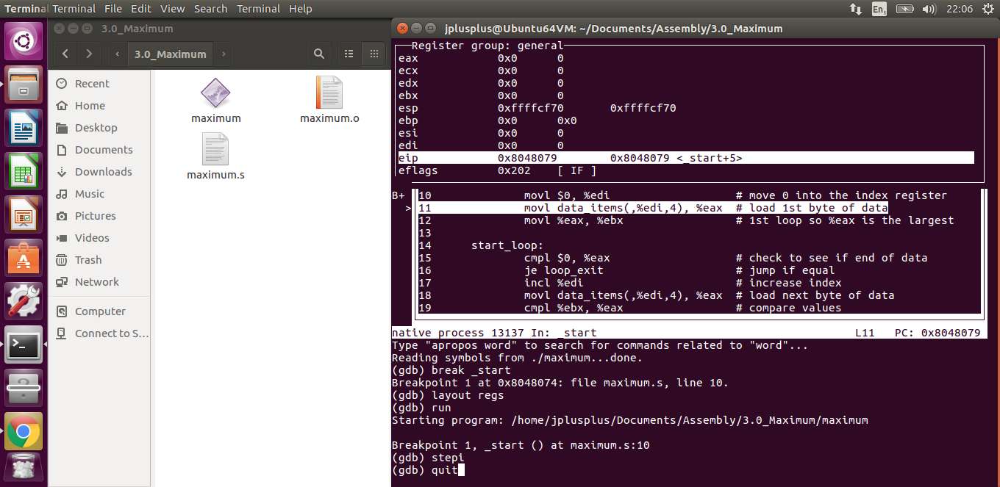 Terminal Terminal File Edit View Search Terminal Help
En1 22:06
3.0_Maximum
3.0_Maximum
Recent
Home
Desktop
Documents
Downloads
Music
Pictures
Videos
Trash
Network
Computer
Connect to S...
maximum
maximum.o
maximum.s
jplusplus@Ubuntu64VM: ~/Documents/Assembly/3.0_Maximum
Register group: general
eax 0x0 0
ecx 0x0 0
edx 0x0 0
ebx 0x0 0
esp 0xffffcf70 0xffffcf70
ebp 0x0 0x0
esi 0x0 0
edi 0x0 0
eip 0x8048079 0x8048079 <_start+5>
eflags 0x202 [ IF ]
B+ 10 movl $0, %edi # move 0 into the index register
> 11 movl data_items(,%edi,4), %eax # load 1st byte of data
12 movl %eax, %ebx # 1st loop so %eax is the largest
13
14 start_loop:
15 cmpl $0, %eax # check to see if end of data
16 je loop_exit # jump if equal
17 incl %edi # increase index
18 movl data_items(,%edi,4), %eax # load next byte of data
19 cmpl %ebx, %eax # compare values
native process 13137 In: _start L11 PC: 0x8048079
Type "apropos word" to search for commands related to "word"...
Reading symbols from ./maximum...done.
(gdb) break _start
Breakpoint 1 at 0x8048074: file maximum.s, line 10.
(gdb) layout regs
(gdb) run
Starting program: /home/jplusplus/Documents/Assembly/3.0_Maximum/maximum
Breakpoint 1, _start () at maximum.s:10
(gdb) stepi
(gdb) quit